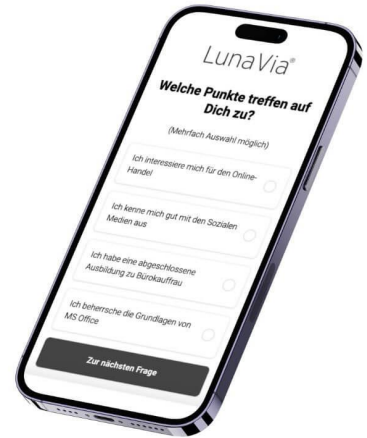 LunaVia®
Welche Punkte treffen auf
Dich zu?
(Mehrfach Auswahl möglich)
Ich interessiere mich für den Online-
Handel
Ich kenne mich gut mit den Sozialen
Medien aus
Ich habe eine abgeschlossene
Ausbildung zu Bürokauffrau
Ich beherrsche die Grundlagen von
MS Office
Zur nächsten Frage